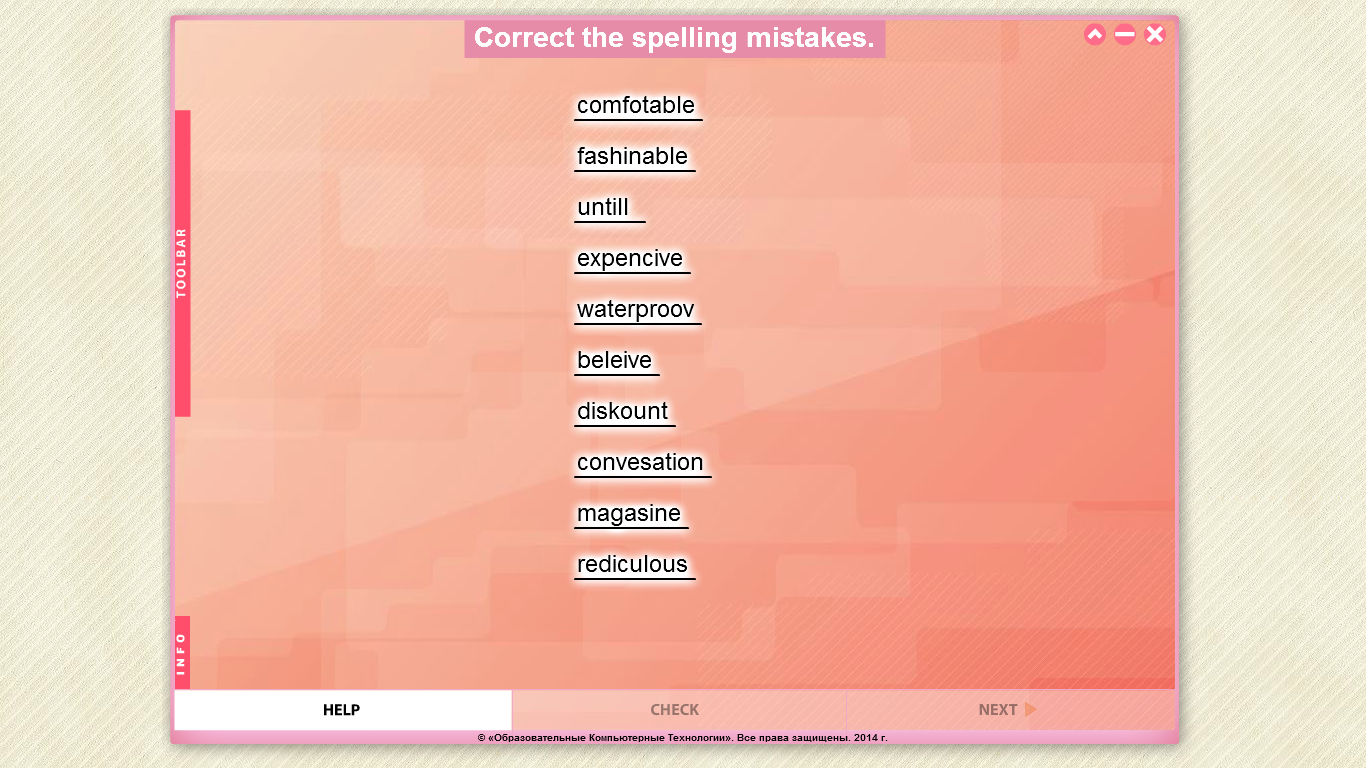 Correct the spelling mistakes.
comfotable
fashinable
untill
expencive
waterproov
beleive
diskount
convesation
magasine
rediculous
TOOLBAR
INFO
HELP
CHECK
NEXT
© «Образовательные Компьютерные Технологии». Все права защищены. 2014 г.